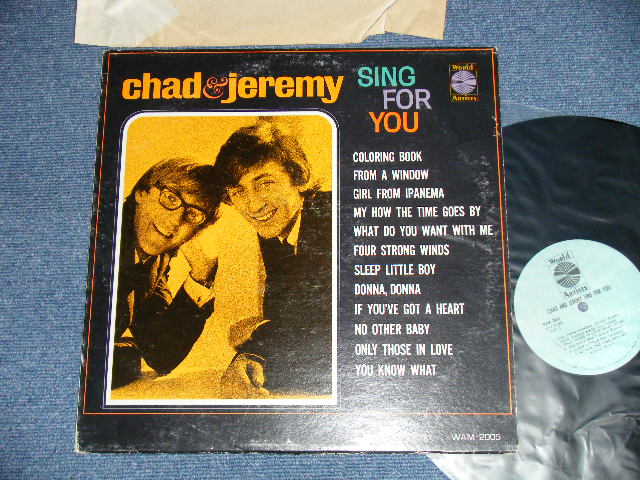 chad & jeremy
SING
FOR
YOU
World
Artists
COLORING BOOK
FROM A WINDOW
GIRL FROM IPANEMA
MY HOW THE TIME GOES BY
WHAT DO YOU WANT WITH ME
FOUR STRONG WINDS
SLEEP LITTLE BOY
DONNA, DONNA
IF YOU'VE GOT A HEART
NO OTHER BABY
ONLY THOSE IN LOVE
YOU KNOW WHAT
WAM-2005
World
Artists
CHAD AND JEREMY SING FOR YOU